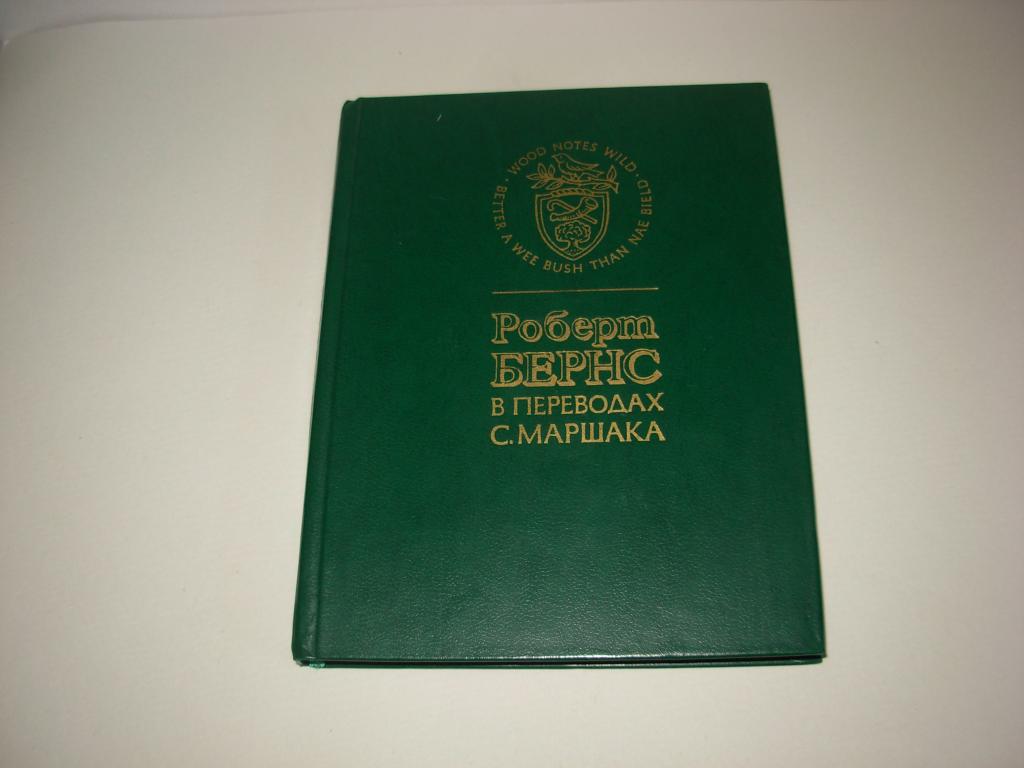 WOOD NOTES WILD
BETTER A WEE BUSH THAN NAE BIELD
Роберт
БЕРНС
В ПЕРЕВОДАХ
С. МАРШАКА